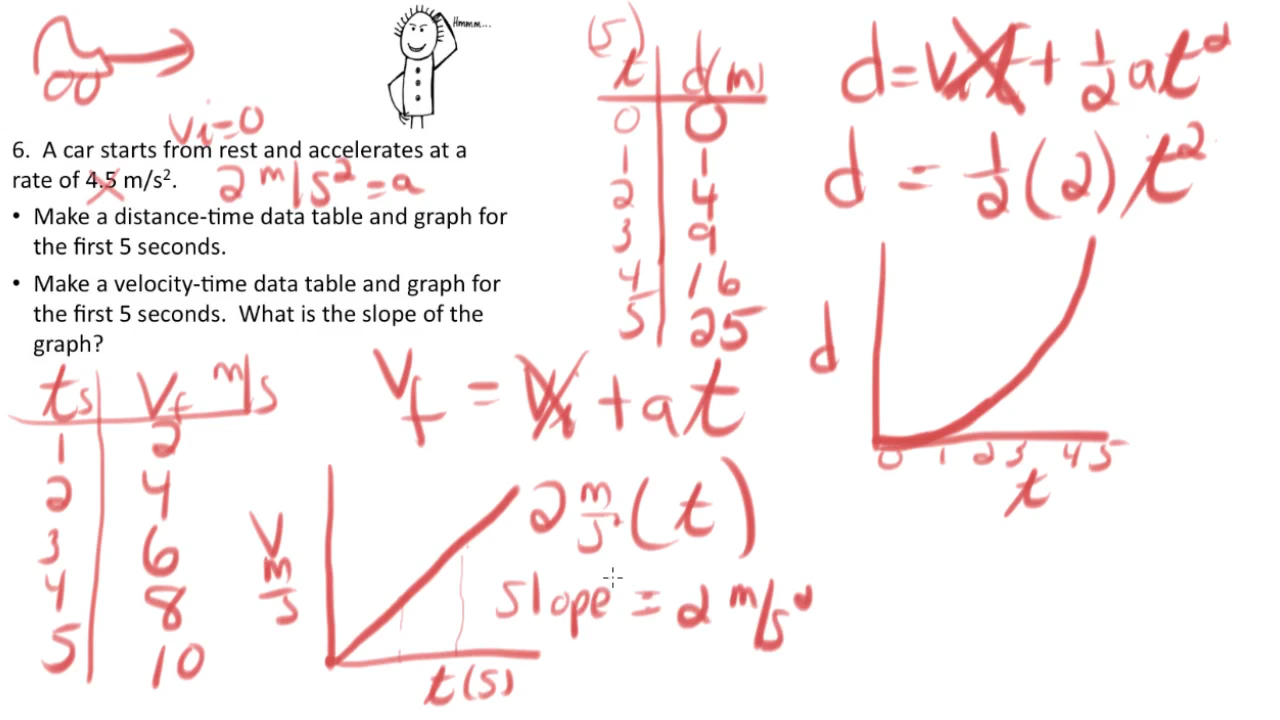 Hmmm...
vi=0
6. A car starts from rest and accelerates at a
rate of 4.5 m/s².
2 m/s² = a
• Make a distance-time data table and graph for
the first 5 seconds.
• Make a velocity-time data table and graph for
the first 5 seconds. What is the slope of the
graph?
(s)
t d(m)
0 0
1 1
2 4
3 9
4 16
5 25
d = vit + 1/2 at²
d = 1/2 (2) t²
d
0 1 2 3 4 5
t
ts Vf m/s
1 2
2 4
3 6
4 8
5 10
Vf = Vi + at
2 m/s² (t)
V
m/s
slope = 2 m/s²
t(s)